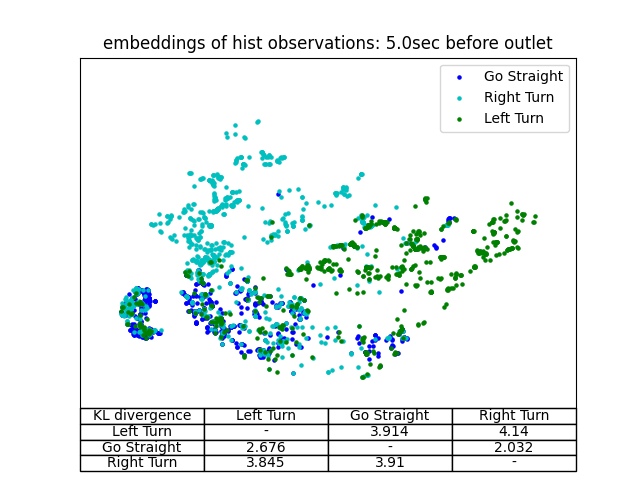 embeddings of hist observations: 5.0sec before outlet
Go Straight
Right Turn
Left Turn
KL divergence Left Turn Go Straight Right Turn
Left Turn - 3.914 4.14
Go Straight 2.676 - 2.032
Right Turn 3.845 3.91 -